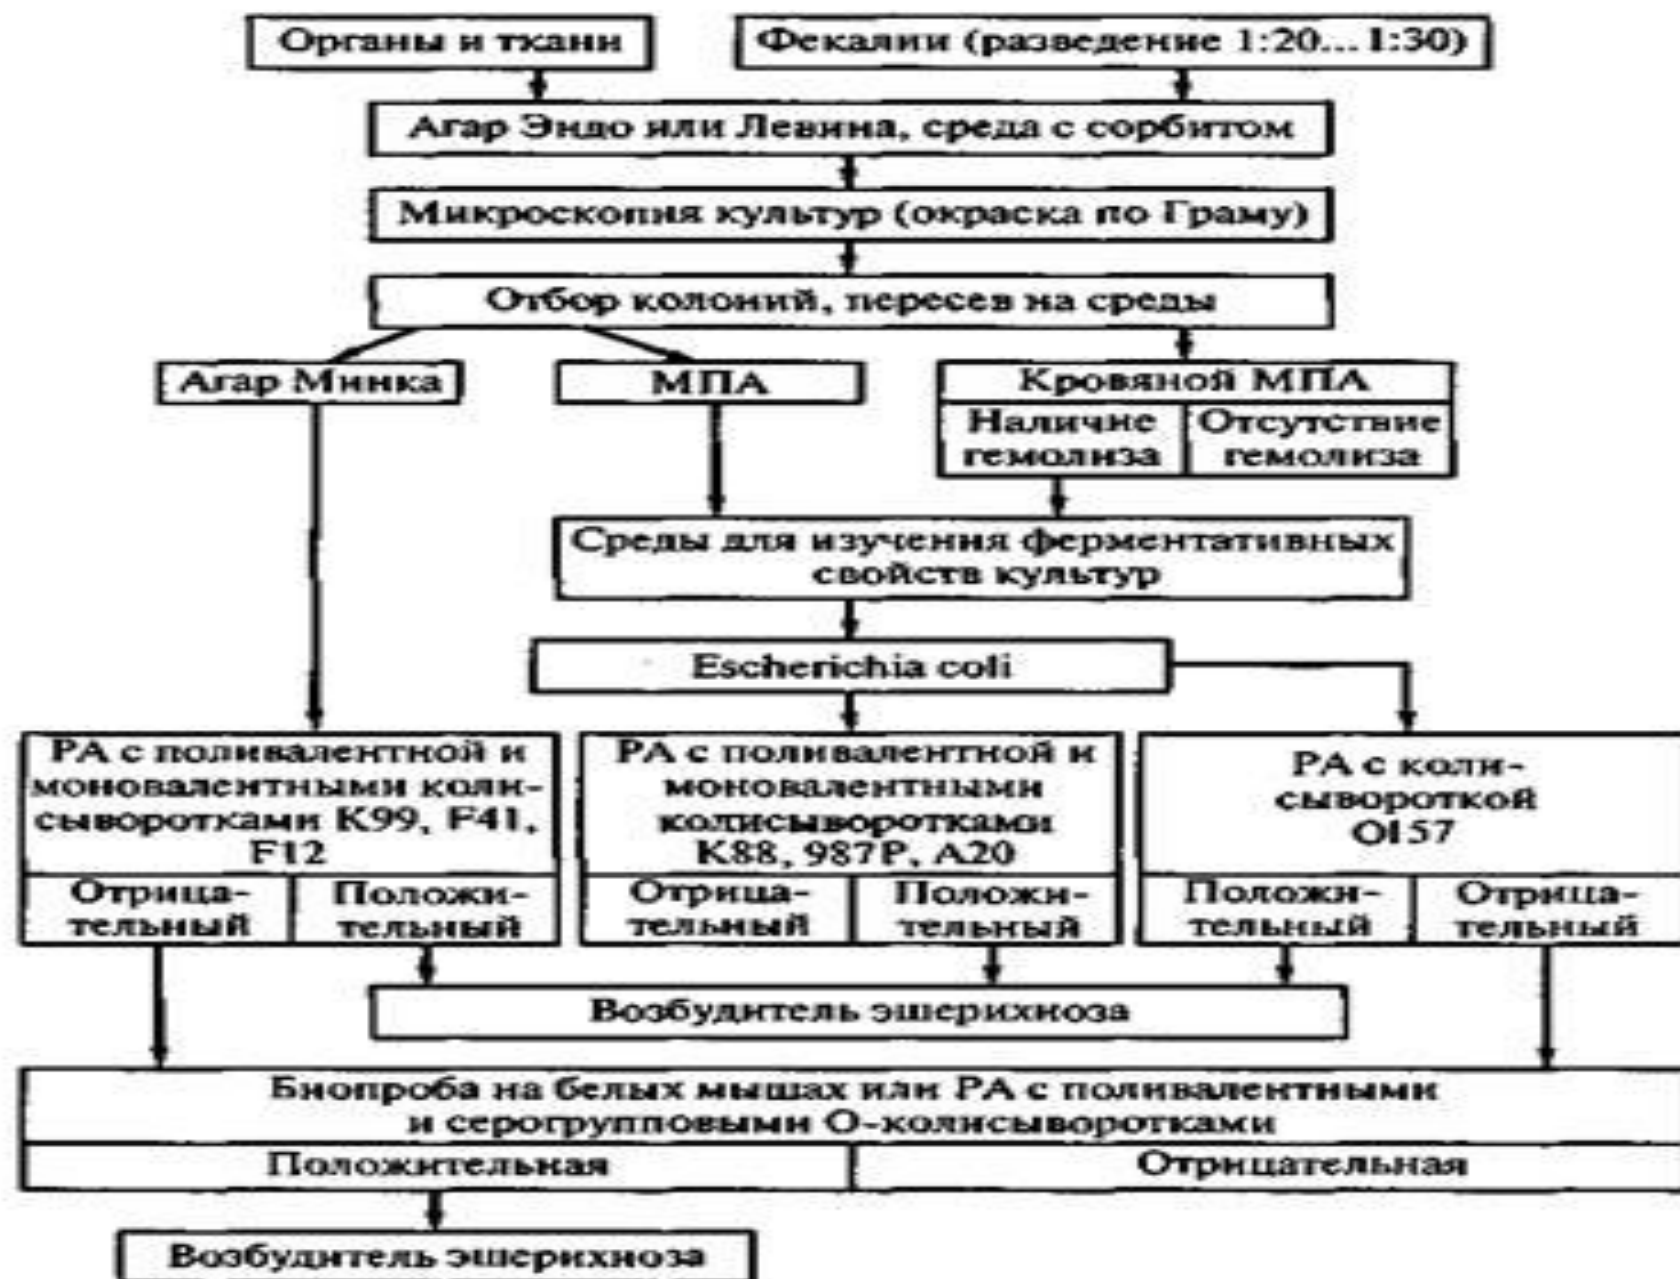 Органы и ткани
Фекалии (разведение 1:20... 1:30)
Агар Эндо или Левина, среда с сорбитом
Микроскопия культур (окраска по Граму)
Отбор колоний, пересев на среды
Агар Минка
МПА
Кровяной МПА
Наличие
гемолиза
Отсутствие
гемолиза
Среды для изучения ферментативных
свойств культур
Escherichia coli
РА с поливалентной и
моновалентными коли-
сыворотками К99, F41,
F12
Отрица-
тельный
Положи-
тельный
РА с поливалентной и
моновалентными
колисыворотками
К88, 987Р, А20
Отрица-
тельный
Положи-
тельный
РА с коли-
сывороткой
О157
Положи-
тельный
Отрица-
тельный
Возбудитель эшерихиоза
Биопроба на белых мышах или РА с поливалентными
и серогрупповыми О-колисыворотками
Положительная
Отрицательная
Возбудитель эшерихиоза